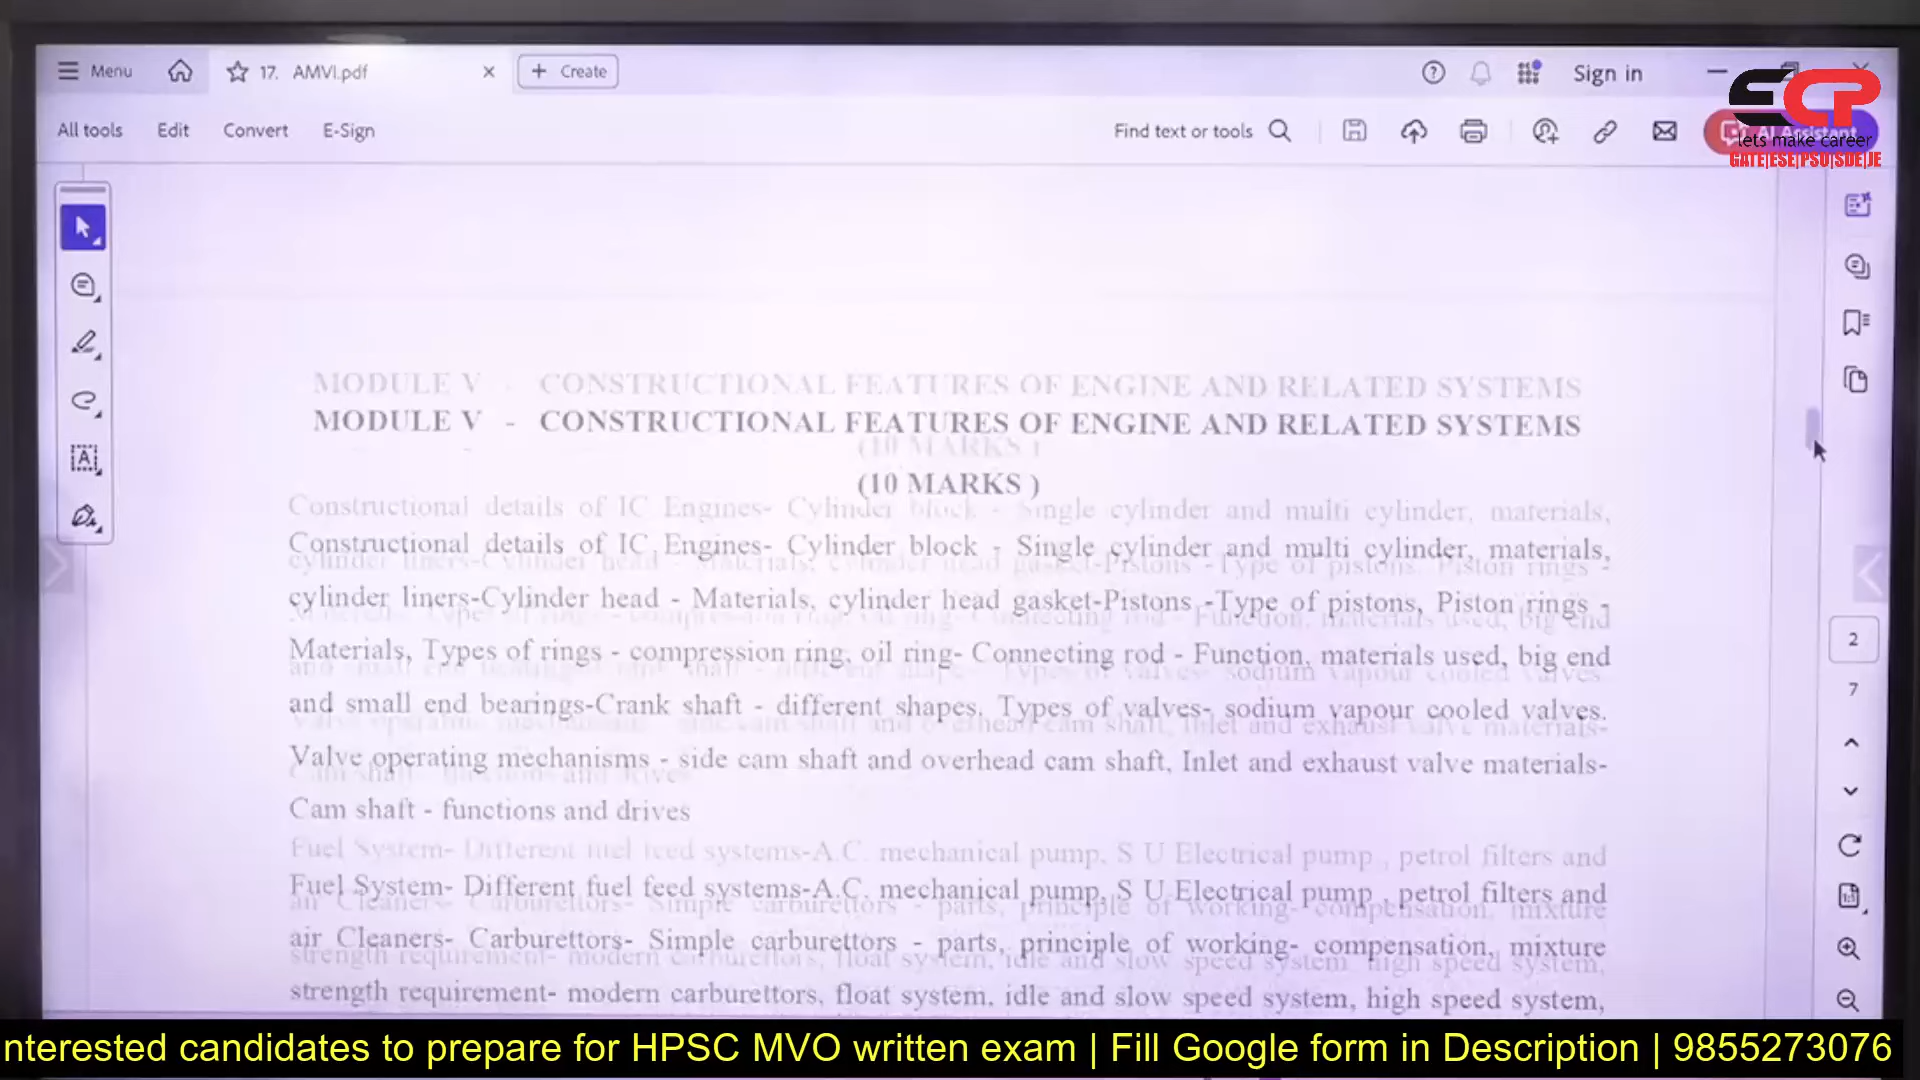 Menu
17. AMVI.pdf
Create
Sign in
All tools
Edit
Convert
E-Sign
Find text or tools
AI Assistant
SCP
lets make career
GATE|ESE|PSU|SDE|JE
MODULE V - CONSTRUCTIONAL FEATURES OF ENGINE AND RELATED SYSTEMS
(10 MARKS )
Constructional details of IC Engines- Cylinder block - Single cylinder and multi cylinder, materials,
cylinder liners-Cylinder head - Materials, cylinder head gasket-Pistons -Type of pistons, Piston rings -
Materials, Types of rings - compression ring, oil ring- Connecting rod - Function, materials used, big end
and small end bearings-Crank shaft - different shapes, Types of valves- sodium vapour cooled valves.
Valve operating mechanisms - side cam shaft and overhead cam shaft, Inlet and exhaust valve materials-
Cam shaft - functions and drives
Fuel System- Different fuel feed systems-A.C. mechanical pump, S U Electrical pump , petrol filters and
air Cleaners- Carburettors- Simple carburettors - parts, principle of working- compensation, mixture
strength requirement- modern carburettors, float system, idle and slow speed system, high speed system,
2
7
nterested candidates to prepare for HPSC MVO written exam | Fill Google form in Description | 9855273076